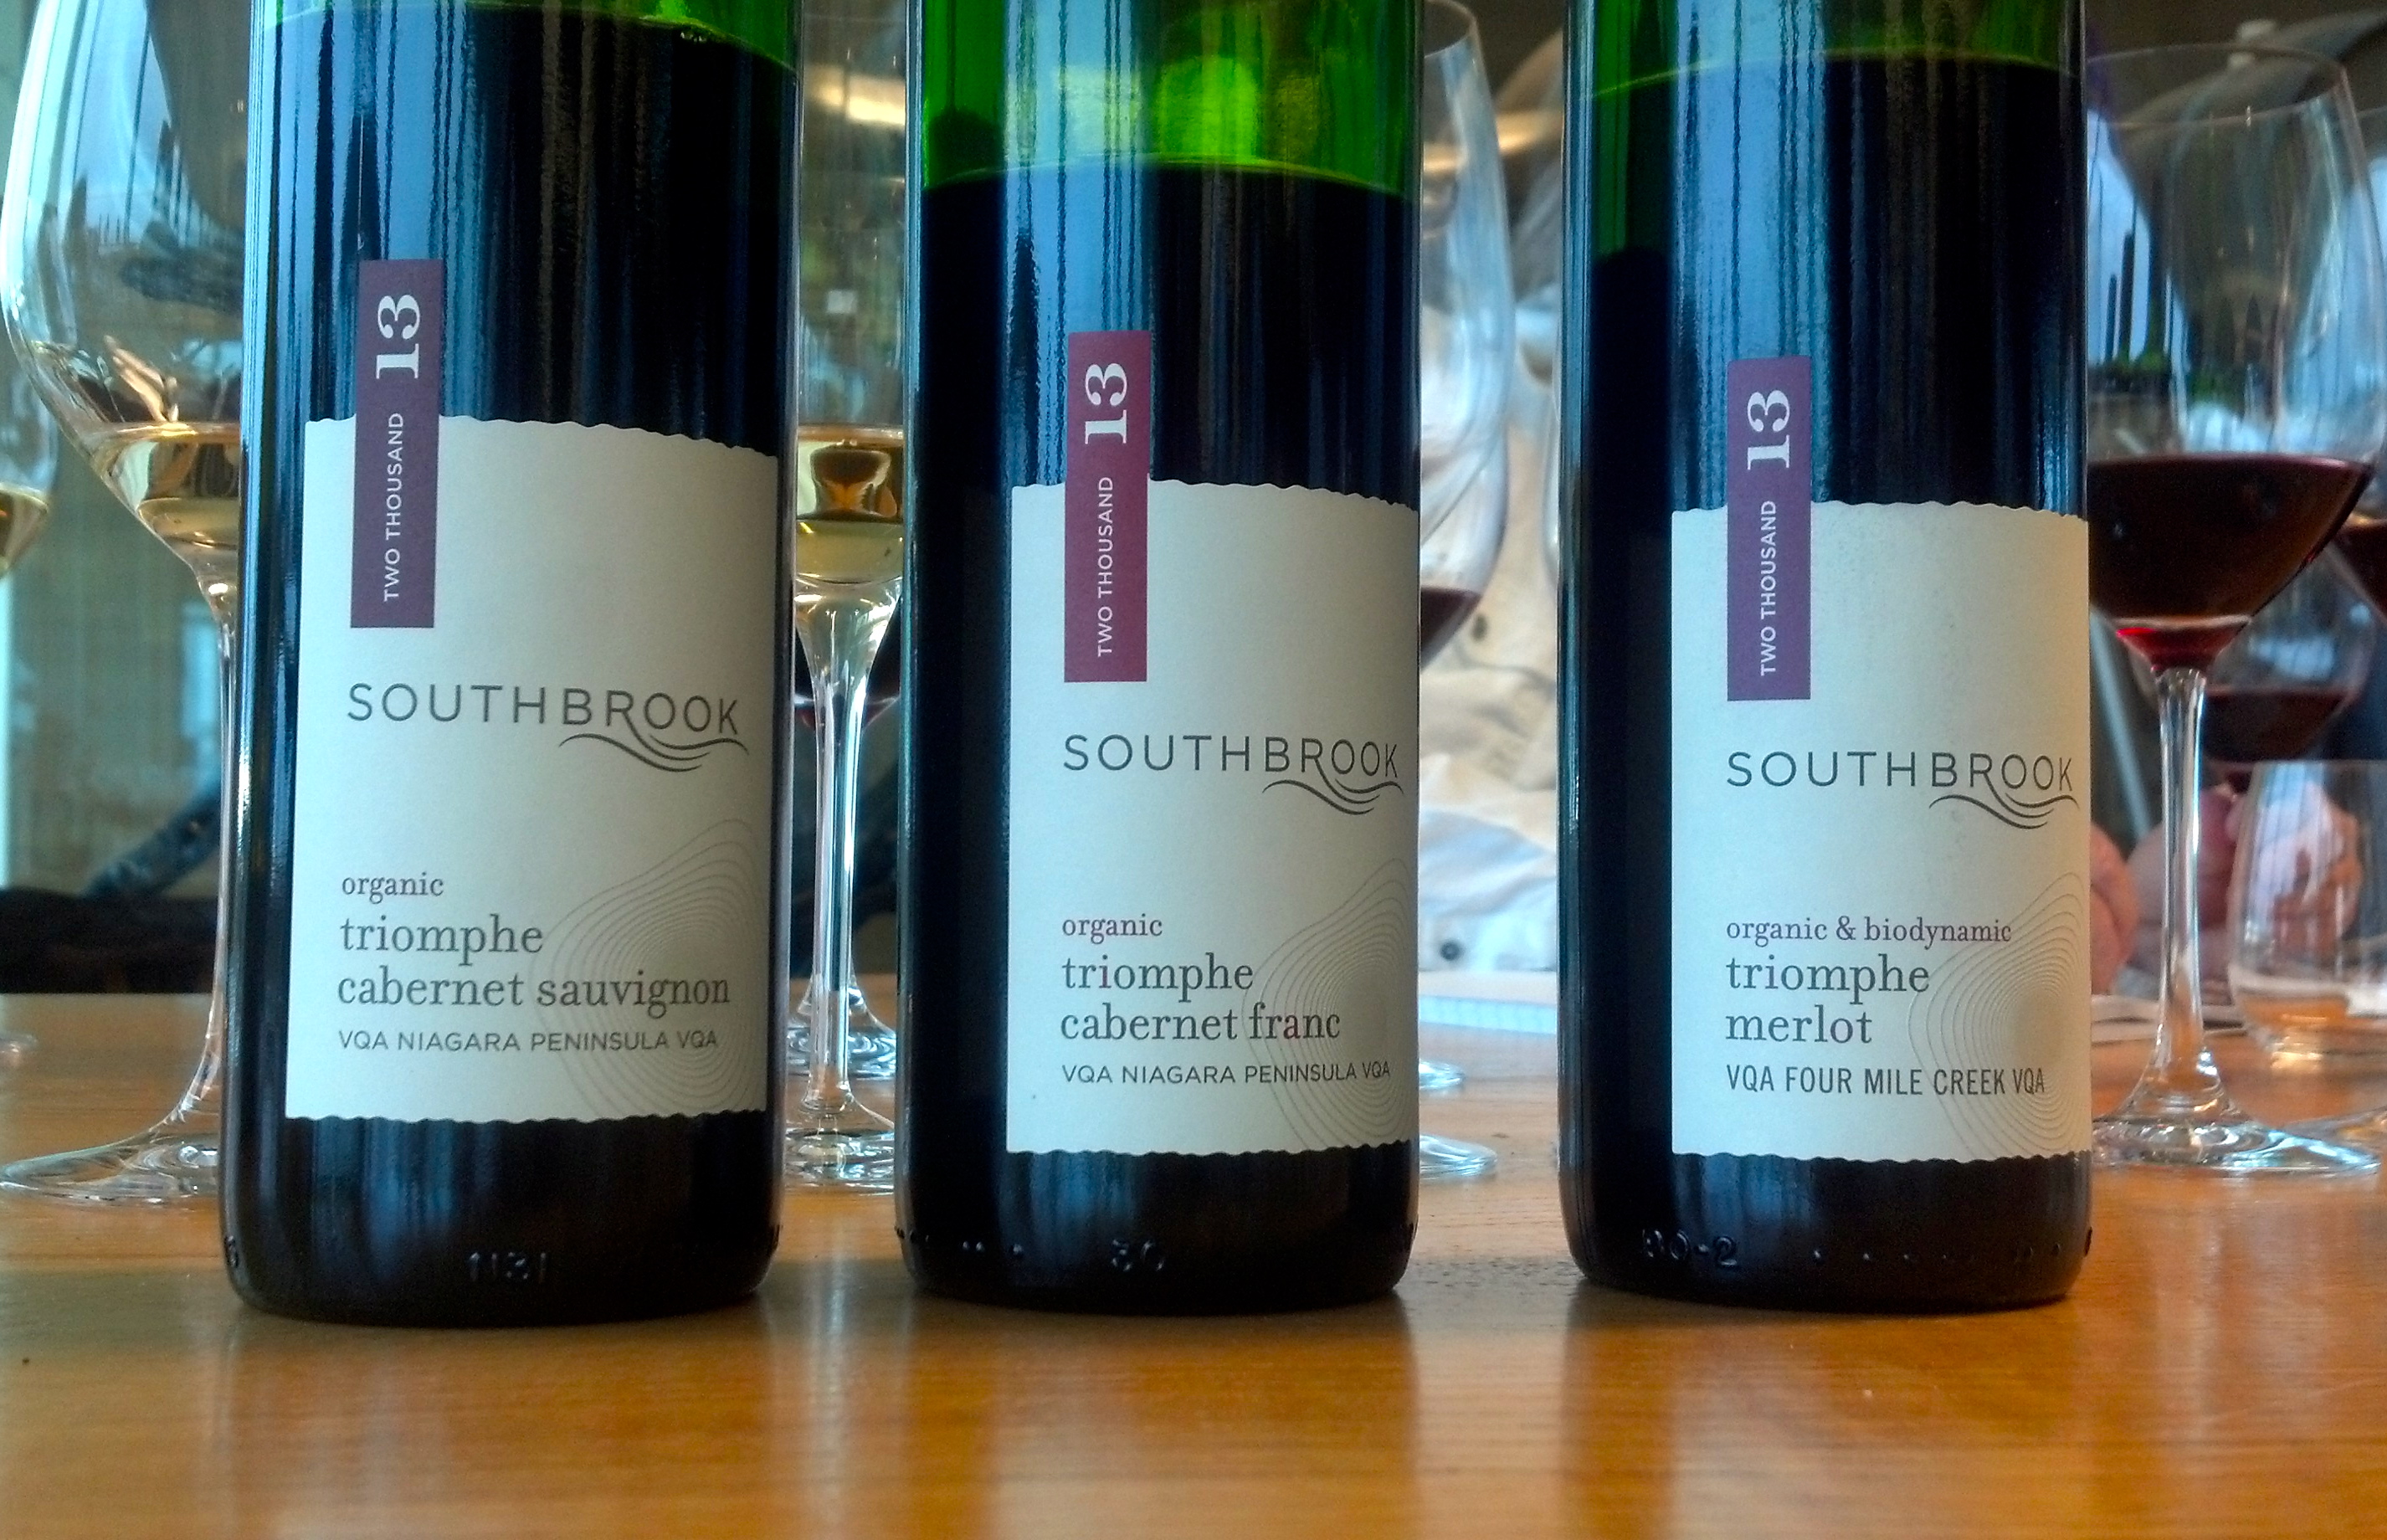 TWO THOUSAND 13
SOUTHBROOK
organic
triomphe
cabernet sauvignon
VQA NIAGARA PENINSULA VQA
TWO THOUSAND 13
SOUTHBROOK
organic
triomphe
cabernet franc
VQA NIAGARA PENINSULA VQA
30
TWO THOUSAND 13
SOUTHBROOK
organic & biodynamic
triomphe
merlot
VQA FOUR MILE CREEK VQA